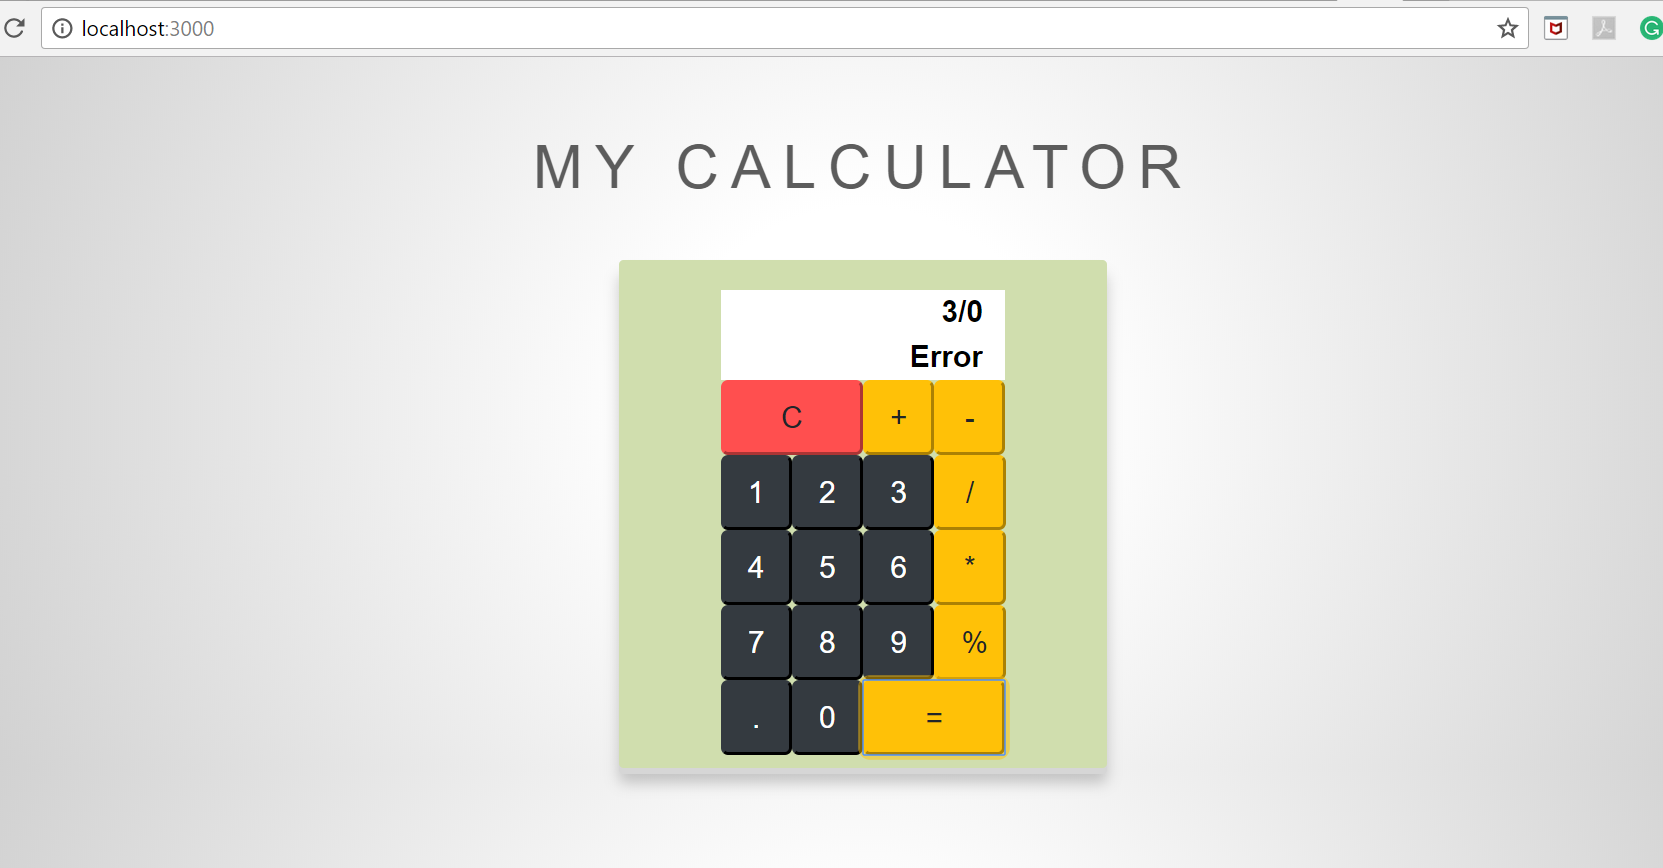 localhost:3000
MY CALCULATOR
3/0
Error
C + -
1 2 3 /
4 5 6 *
7 8 9 %
. 0 =